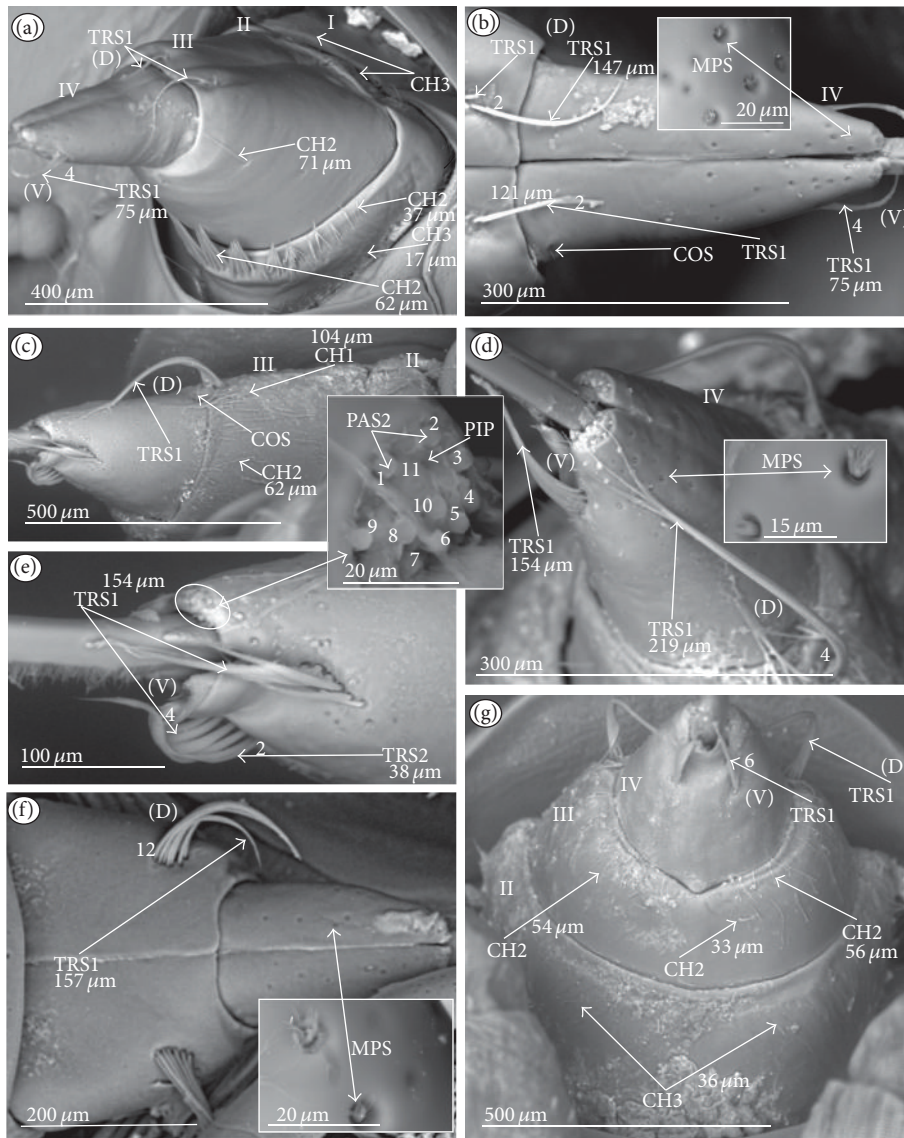 (a)
I
II
III
IV
TRS1
(D)
CH3
CH2
71 μm
CH2
37 μm
CH3
17 μm
CH2
62 μm
4
(V)
TRS1
75 μm
400 μm
(b)
(D)
TRS1
TRS1
147 μm
2
MPS
20 μm
IV
121 μm
2
COS
TRS1
4
(V)
TRS1
75 μm
300 μm
(c)
(D)
III
104 μm
CH1
II
TRS1
COS
CH2
62 μm
500 μm
PAS2
PIP
1
2
3
4
5
6
7
8
9
10
11
20 μm
(d)
IV
(V)
MPS
15 μm
TRS1
154 μm
TRS1
219 μm
(D)
4
300 μm
(e)
154 μm
TRS1
(V)
4
2
TRS2
38 μm
100 μm
(f)
(D)
12
TRS1
157 μm
MPS
20 μm
200 μm
(g)
IV
III
II
6
(V)
TRS1
(D
TRS1
54 μm
CH2
CH2
33 μm
CH2
56 μm
36 μm
CH3
500 μm